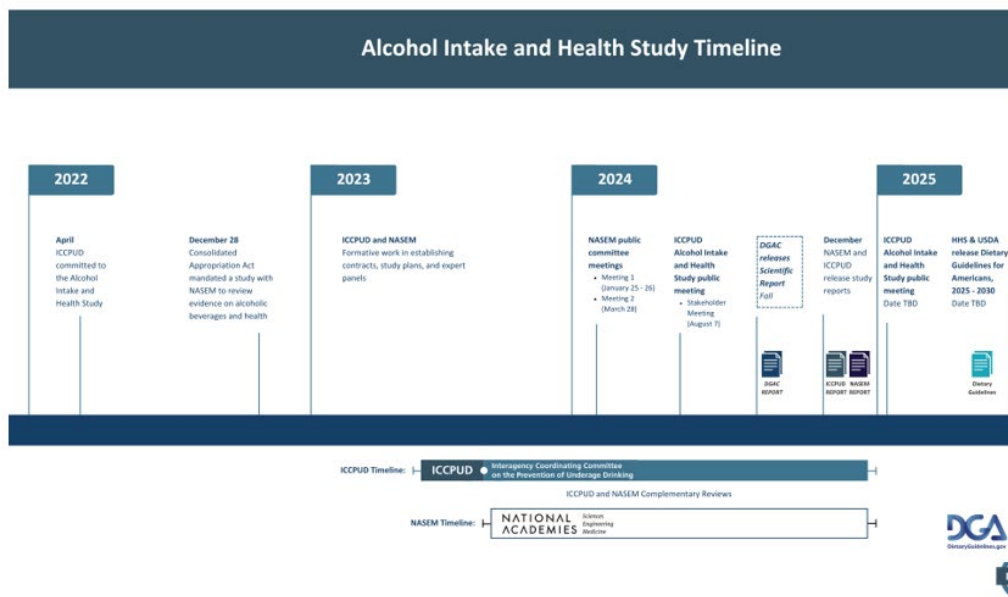 Alcohol Intake and Health Study Timeline
2022
2023
2024
2025
April
ICCPUD
committed to
the Alcohol
Intake and
Health Study
December 28
Consolidated
Appropriation Act
mandated a study with
NASEM to review
evidence on alcoholic
beverages and health
ICCPUD and NASEM
Formative work in establishing
contracts, study plans, and expert
panels
NASEM public
committee
meetings
• Meeting 1
(January 25 - 26)
• Meeting 2
(March 28)
ICCPUD
Alcohol Intake
and Health
Study public
meeting
• Stakeholder
Meeting
(August 7)
DGAC
releases
Scientific
Report
Fall
December
NASEM and
ICCPUD
release study
reports
ICCPUD
Alcohol Intake
and Health
Study public
meeting
Date TBD
HHS & USDA
release Dietary
Guidelines for
Americans,
2025 - 2030
Date TBD
DGAC
REPORT
ICCPUD
REPORT
NASEM
REPORT
Dietary
Guidelines
ICCPUD Timeline:
ICCPUD
Interagency Coordinating Committee
on the Prevention of Underage Drinking
ICCPUD and NASEM Complementary Reviews
NASEM Timeline:
NATIONAL
ACADEMIES
Sciences
Engineering
Medicine
DGA
DietaryGuidelines.gov